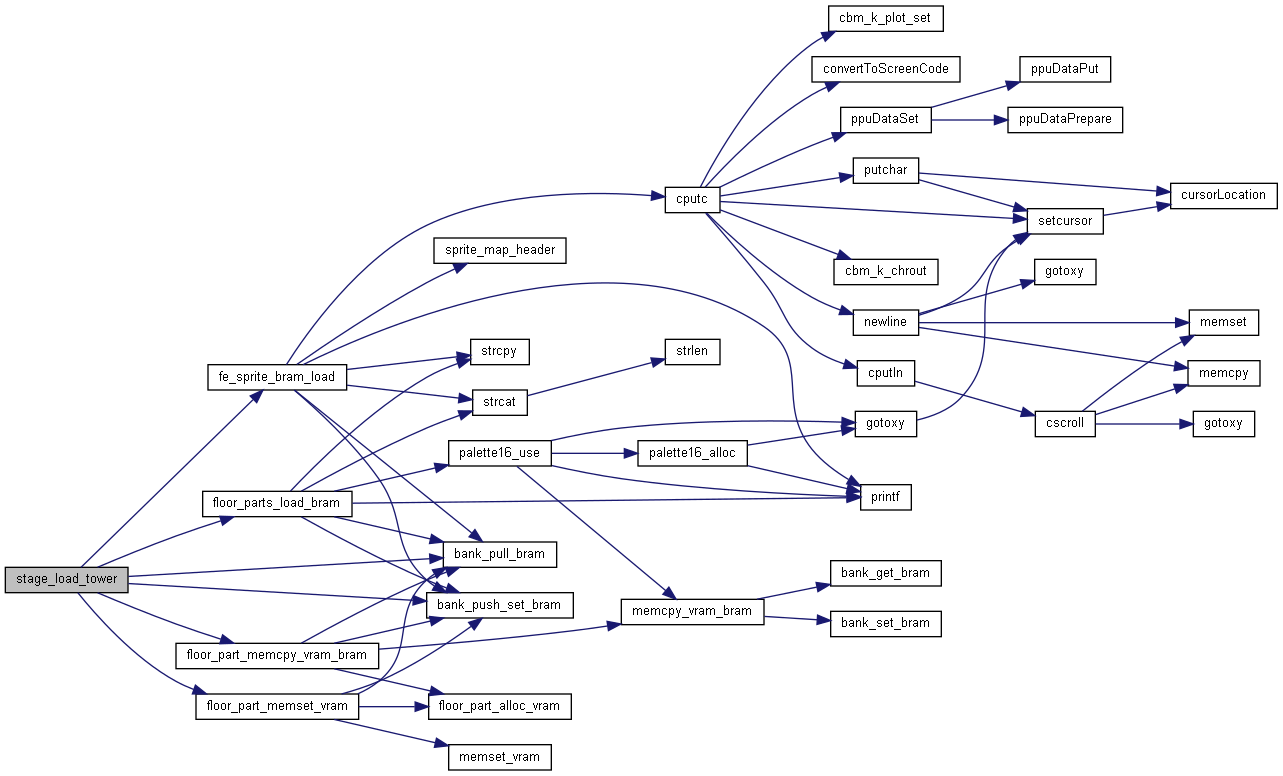 cbm_k_plot_set
convertToScreenCode
ppuDataPut
ppuDataSet
ppuDataPrepare
putchar
cputc
cursorLocation
setcursor
sprite_map_header
cbm_k_chrout
gotoxy
newline
memset
strcpy
strlen
fe_sprite_bram_load
cputln
memcpy
strcat
gotoxy
cscroll
gotoxy
palette16_use
palette16_alloc
floor_parts_load_bram
printf
bank_pull_bram
stage_load_tower
bank_get_bram
bank_push_set_bram
memcpy_vram_bram
bank_set_bram
floor_part_memcpy_vram_bram
floor_part_memset_vram
floor_part_alloc_vram
memset_vram